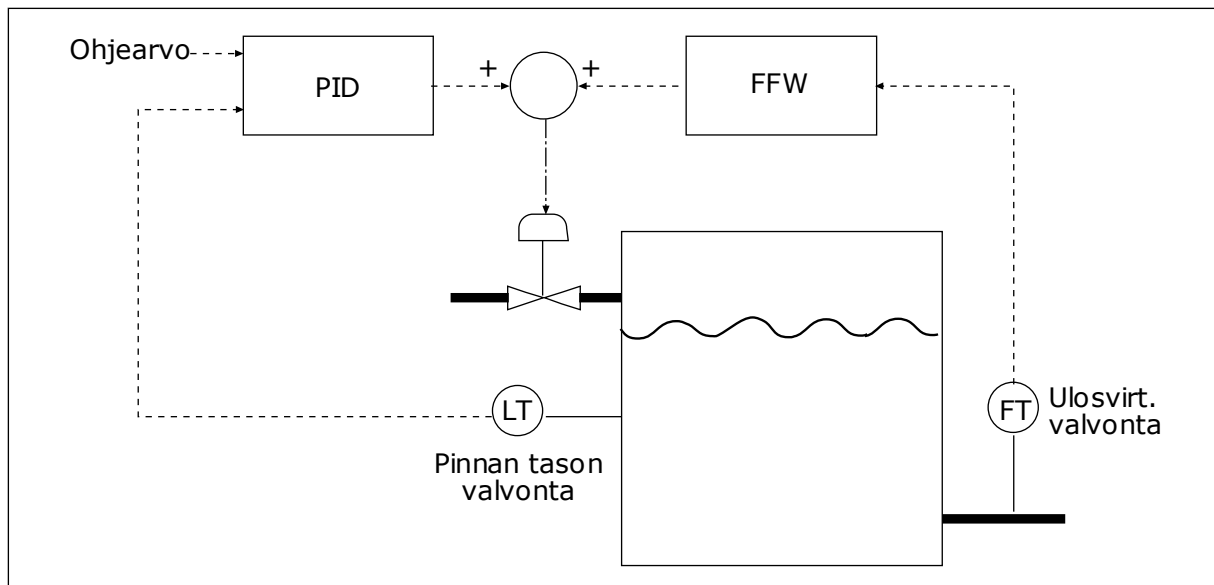 Ohjearvo
PID
+
+
FFW
LT
Pinnan tason
valvonta
FT
Ulosvirt.
valvonta